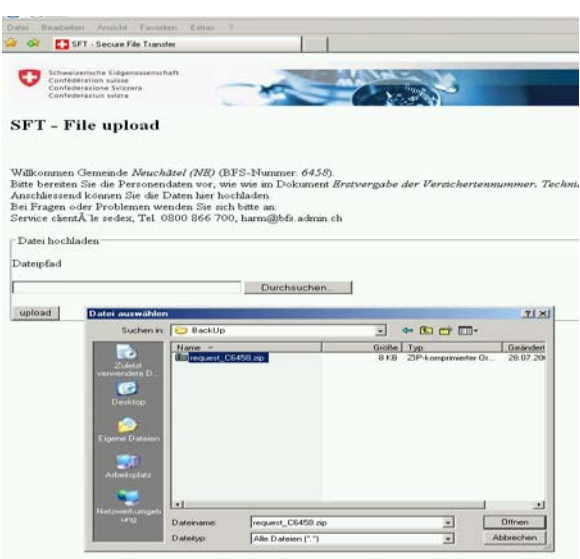 Datei Bearbeiten Ansicht Favoriten Extras ?
SFT - Secure File Transfer
Schweizerische Eidgenossenschaft
Confédération suisse
Confederazione Svizzera
Confederaziun svizra
SFT - File upload
Willkommen Gemeinde Neuchâtel (NE) (BFS-Nummer: 6458).
Bitte bereiten Sie die Personendaten vor, wie wie im Dokument Erstvergabe der Versichertennummer. Techni
Anschliessend können Sie die Daten hier hochladen.
Bei Fragen oder Problemen wenden Sie sich bitte an:
Service clientÃ le sedex, Tel. 0800 866 700, harm@bfs.admin.ch
Datei hochladen
Dateipfad
Durchsuchen...
upload
Datei auswählen
Suchen in: BackUp
Name Größe Typ Geändert
request_C6458.zip 8 KB ZIP-komprimierter Or... 28.07.20
Zuletzt
verwendete D...
Desktop
Eigene Dateien
Arbeitsplatz
Netzwerkumgeb
ung
Dateiname: request_C6458.zip Öffnen
Dateityp: Alle Dateien (*.*) Abbrechen